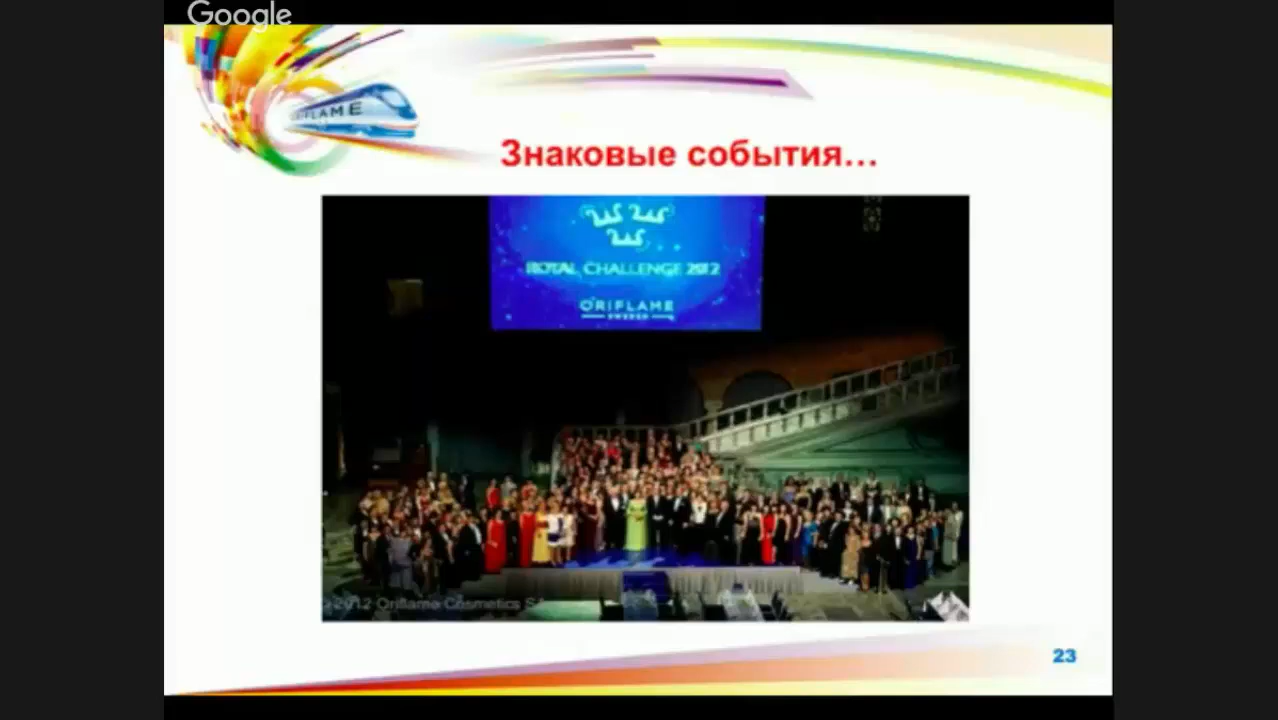 Google
ORIFLAME
Знаковые события...
ROYAL CHALLENGE 2012
ORIFLAME
SWEDEN
2012 Oriflame Cosmetics SA
23